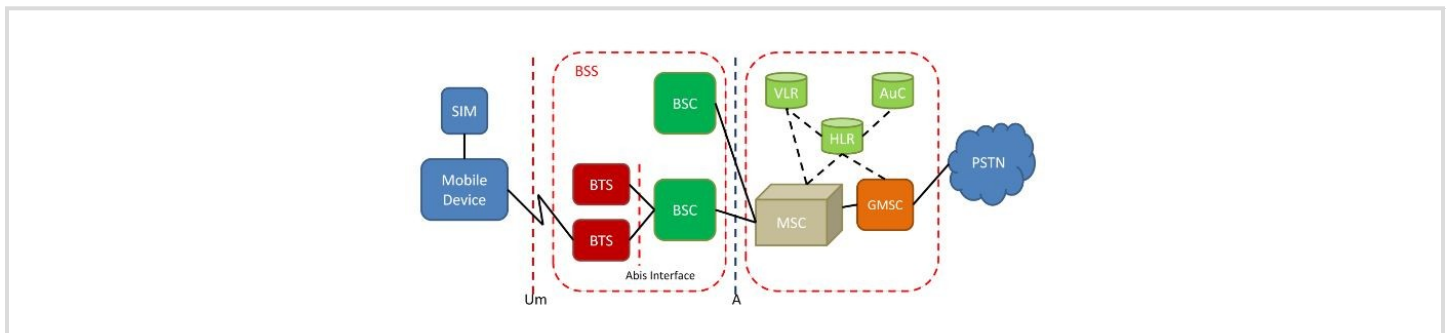 BSS
SIM
Mobile
Device
BTS
BTS
Abis Interface
BSC
BSC
Um
A
VLR
AuC
HLR
MSC
GMSC
PSTN